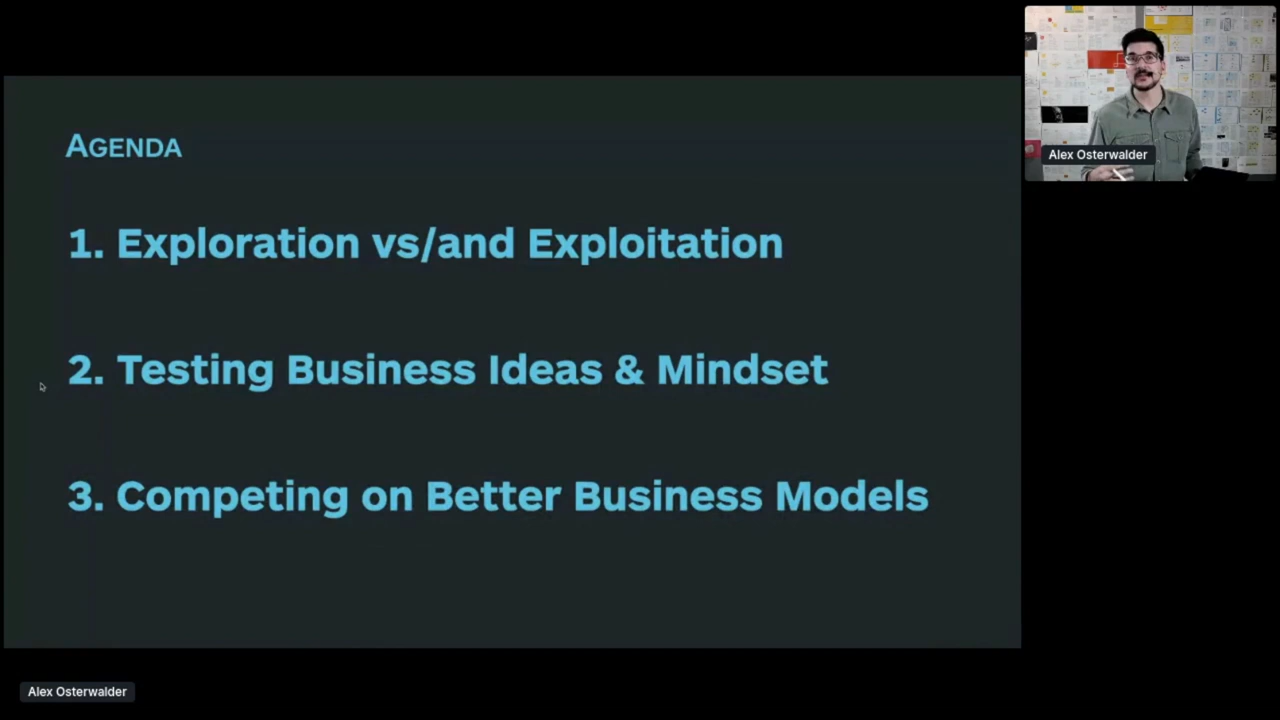 AGENDA
1. Exploration vs/and Exploitation
2. Testing Business Ideas & Mindset
3. Competing on Better Business Models
Alex Osterwalder
Alex Osterwalder